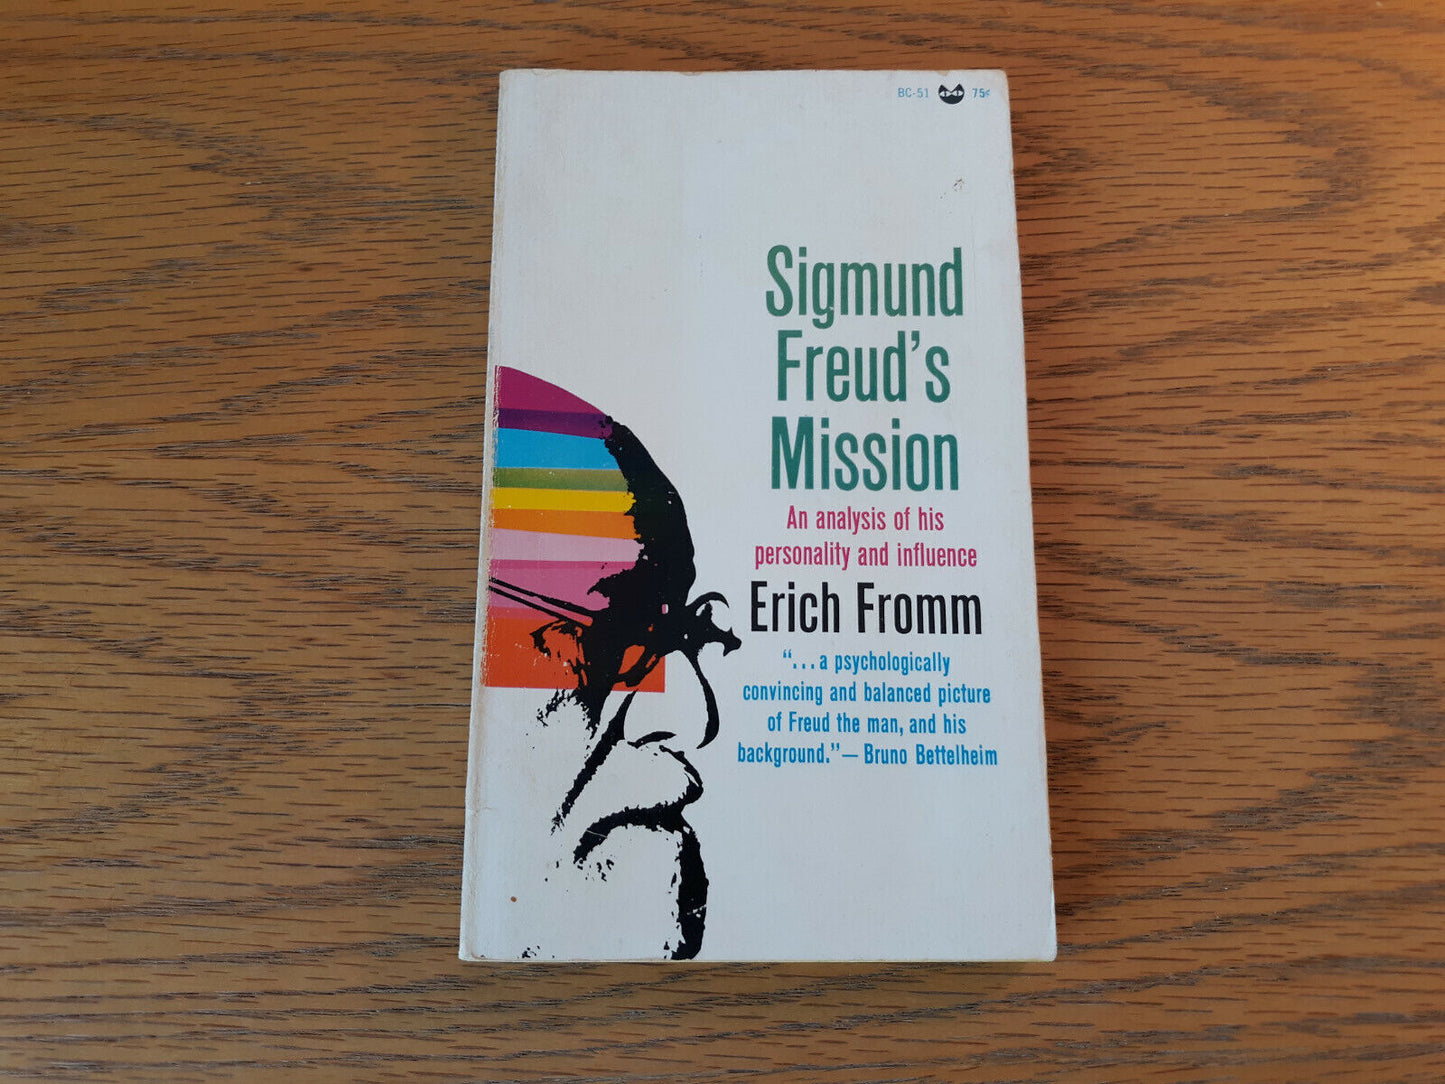 BC-51 75¢
Sigmund
Freud's
Mission
An analysis of his
personality and influence
Erich Fromm
"...a psychologically
convincing and balanced picture
of Freud the man, and his
background."—Bruno Bettelheim